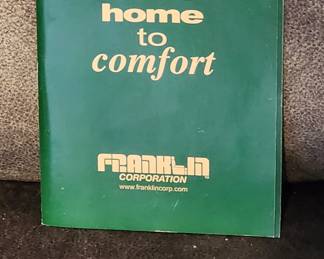 home
to
comfort
FRANKLIN
CORPORATION
www.franklincorp.com